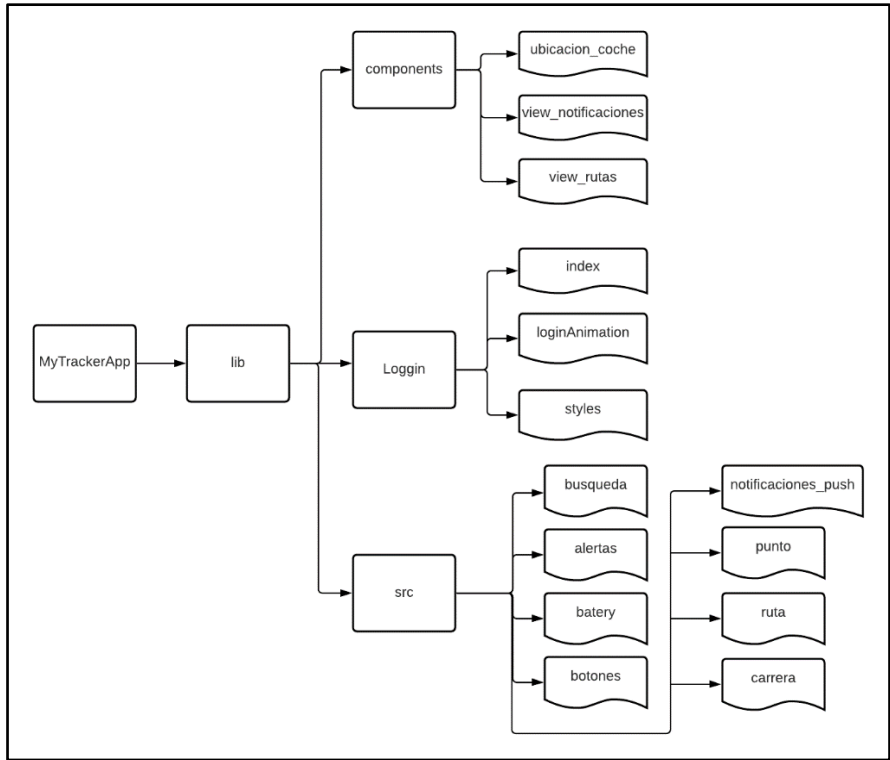 MyTrackerApp
lib
components
ubicacion_coche
view_notificaciones
view_rutas
Loggin
index
loginAnimation
styles
src
busqueda
alertas
batery
botones
notificaciones_push
punto
ruta
carrera